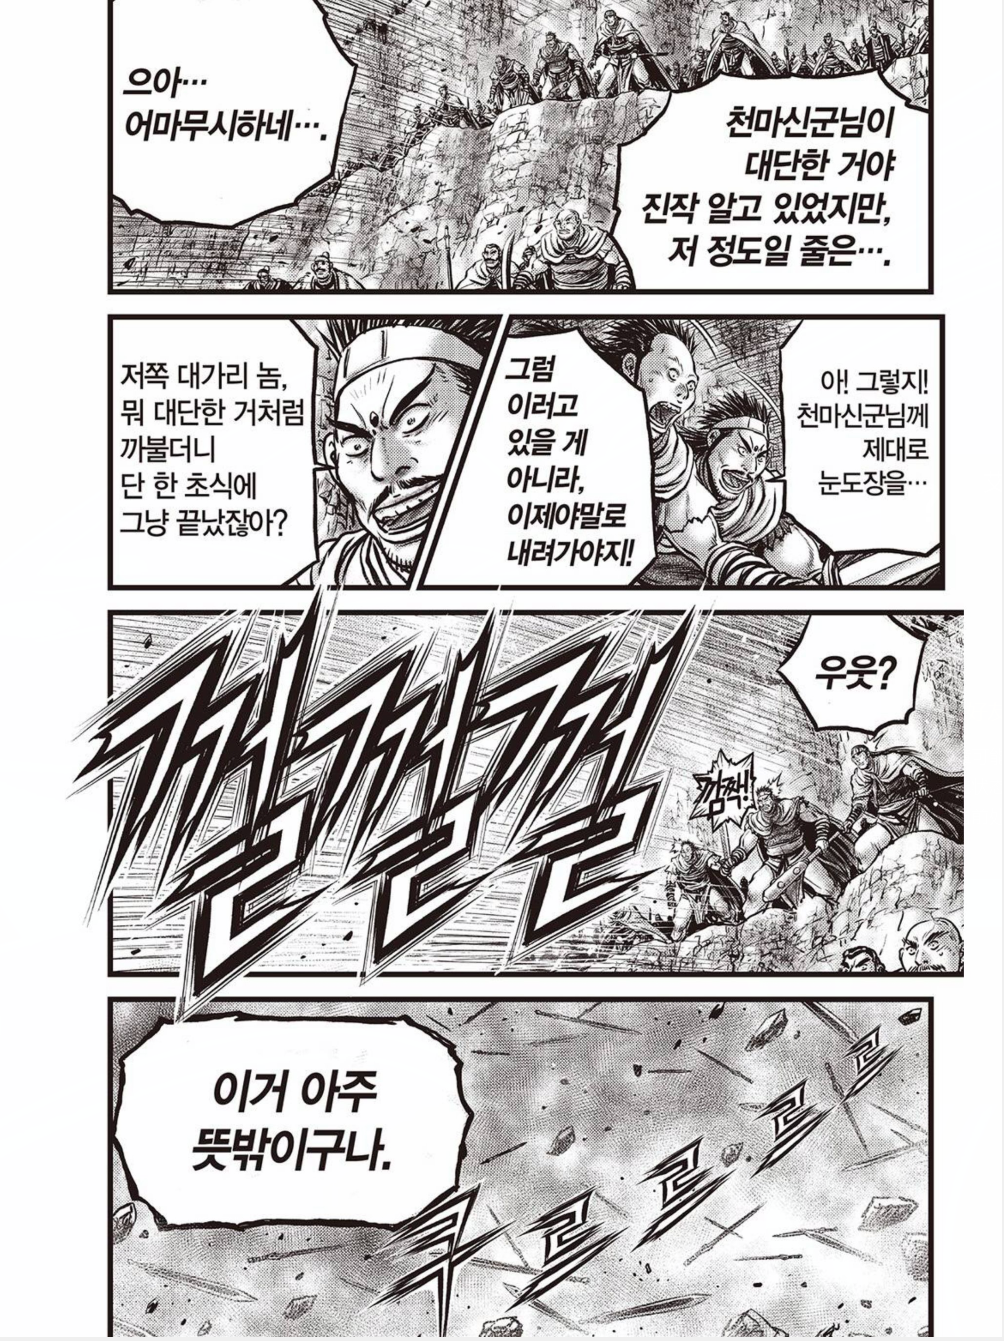 으아…
어마무시하네….
천마신군님이
대단한 거야
진작 알고 있었지만,
저 정도일 줄은….
저쪽 대가리 놈,
뭐 대단한 거처럼
까불더니
단 한 초식에
그냥 끝났잖아?
그럼
이러고
있을 게
아니라,
이제야말로
내려가야지!
아! 그렇지!
천마신군님께
제대로
눈도장을…
껄껄껄
우웃?
깜짝!
이거 아주
뜻밖이구나.
쿠르르르르